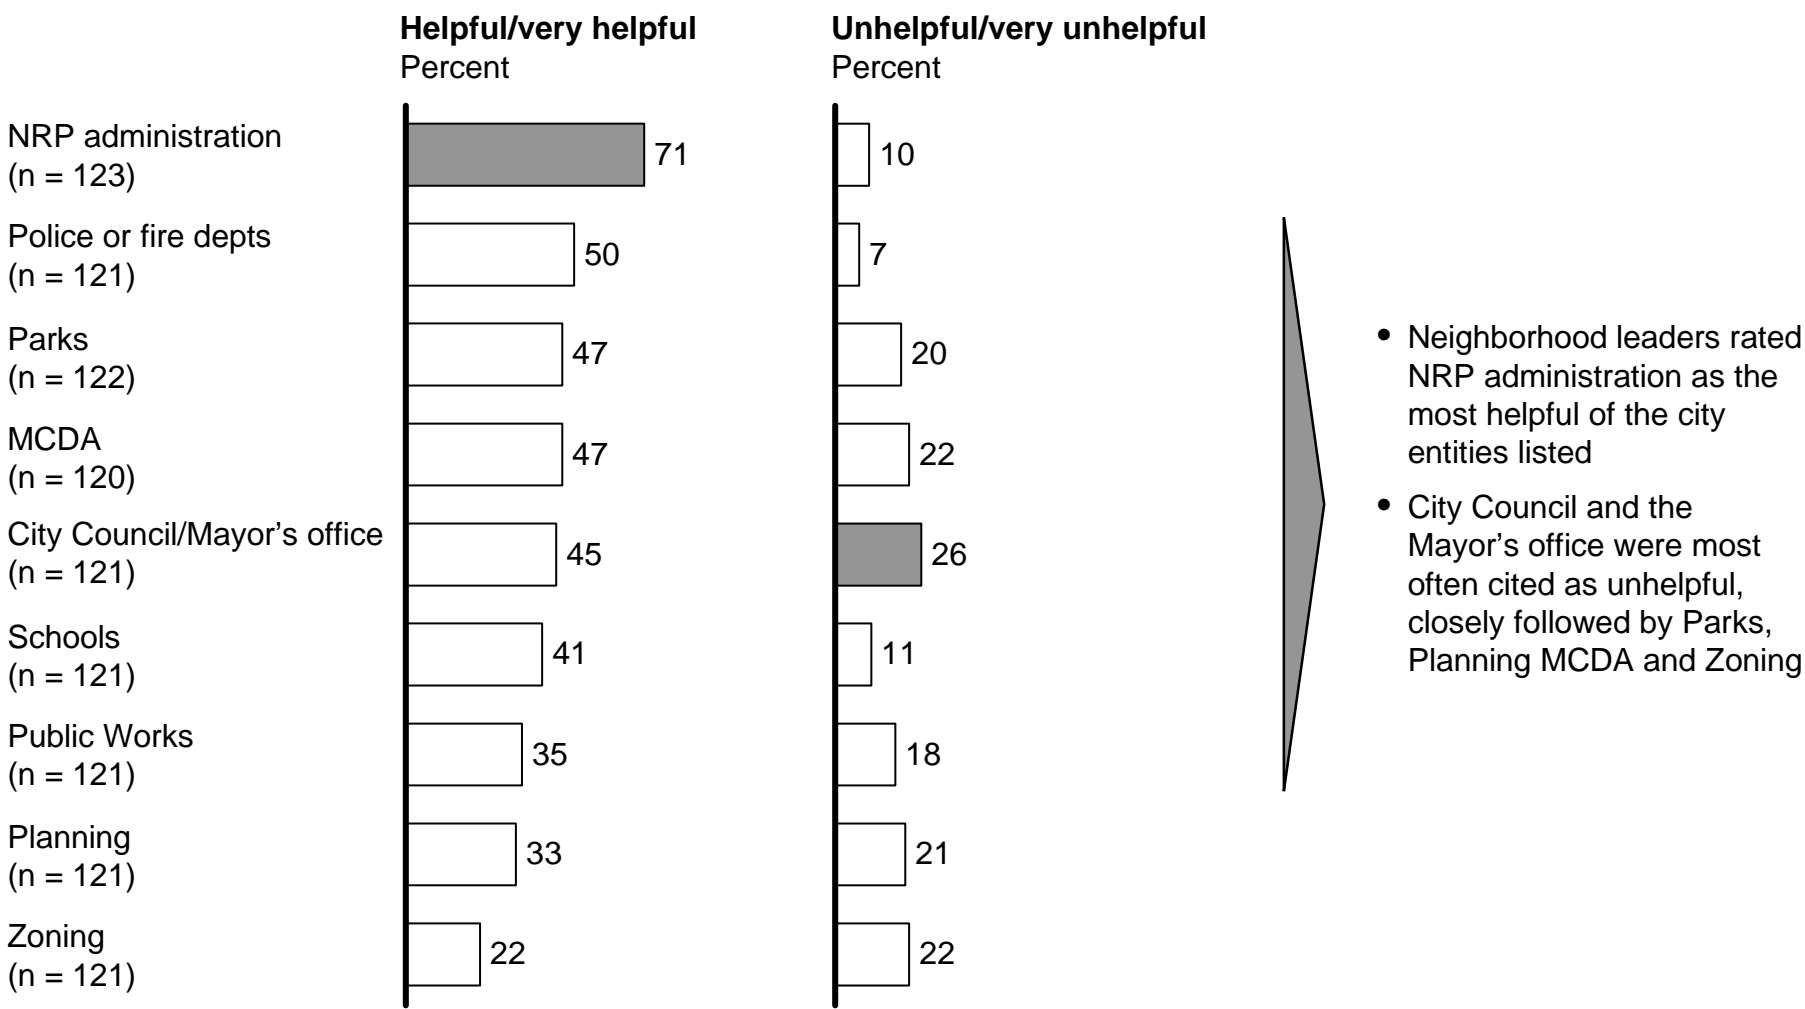 Helpful/very helpful
Percent
Unhelpful/very unhelpful
Percent
NRP administration
(n = 123)
71
10
Police or fire depts
(n = 121)
50
7
Parks
(n = 122)
47
20
MCDA
(n = 120)
47
22
City Council/Mayor’s office
(n = 121)
45
26
Schools
(n = 121)
41
11
Public Works
(n = 121)
35
18
Planning
(n = 121)
33
21
Zoning
(n = 121)
22
22
• Neighborhood leaders rated
NRP administration as the
most helpful of the city
entities listed
• City Council and the
Mayor’s office were most
often cited as unhelpful,
closely followed by Parks,
Planning MCDA and Zoning